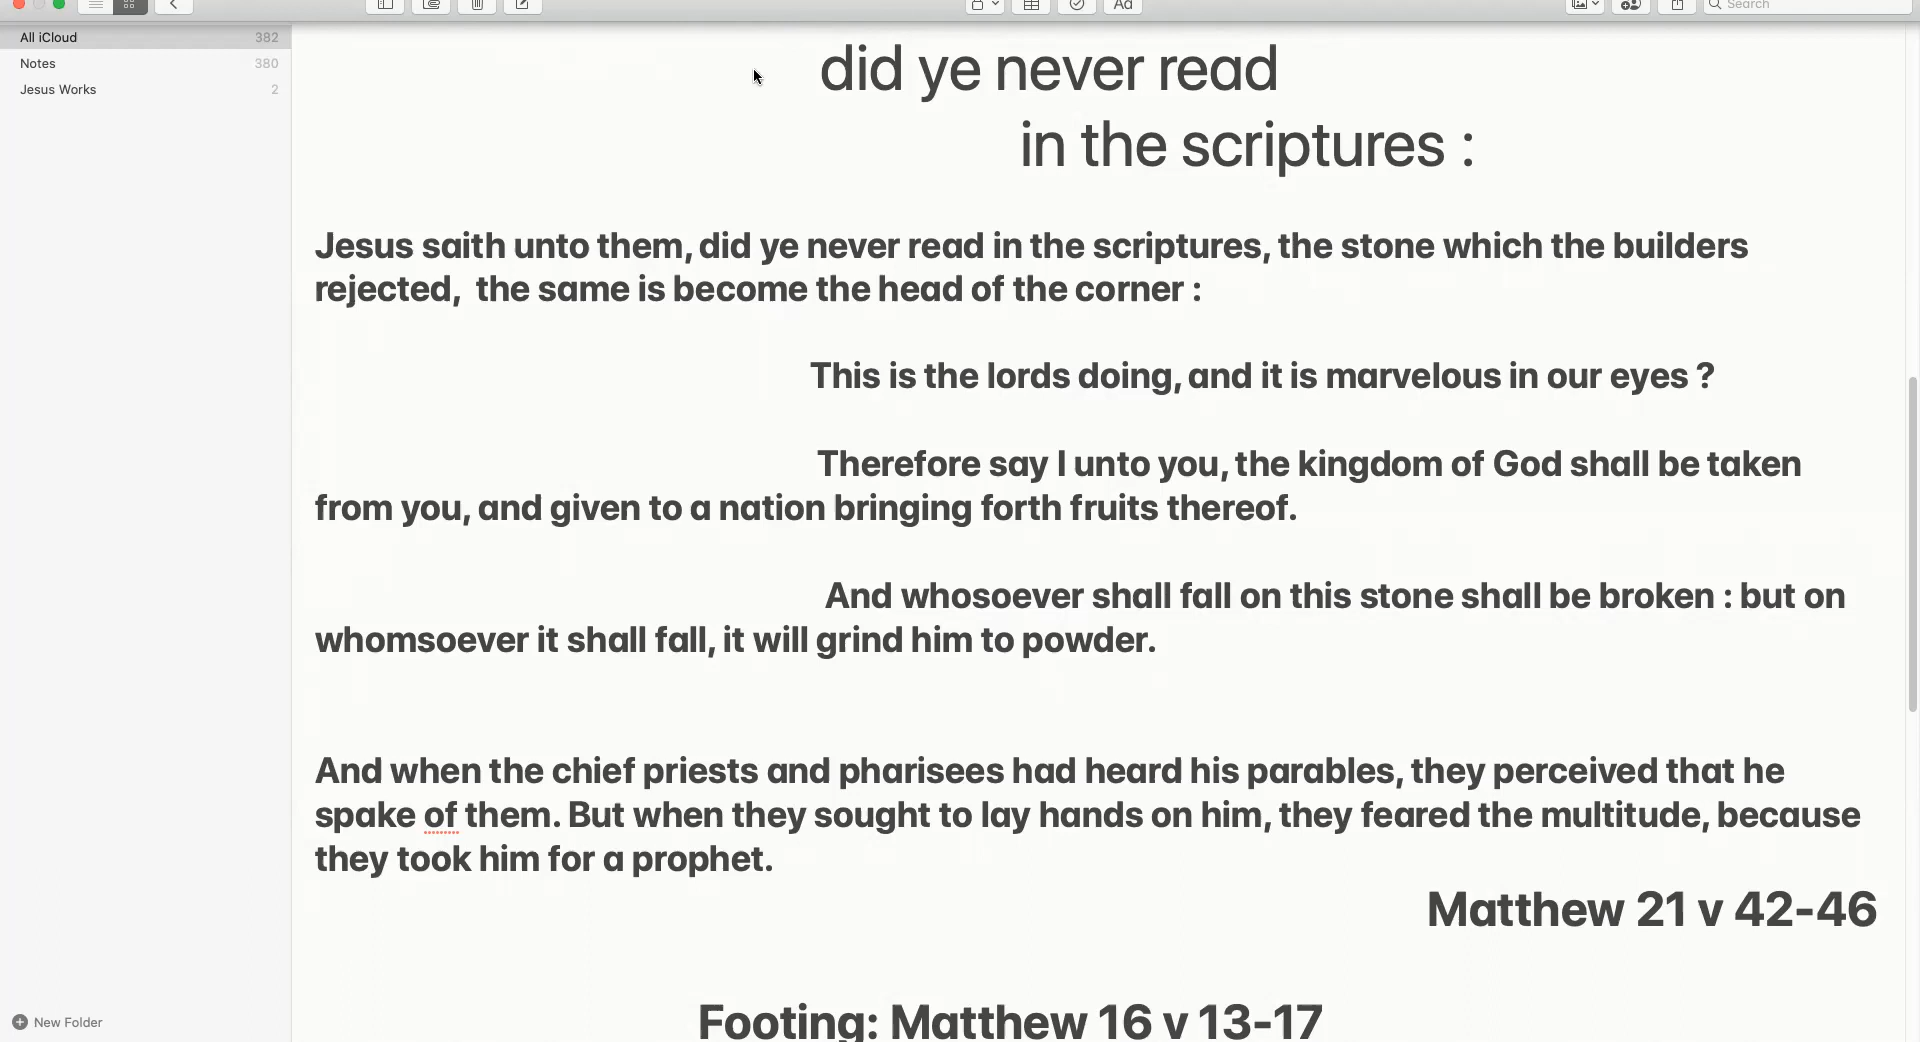 Search
All iCloud 382
Notes 380
Jesus Works 2
did ye never read
in the scriptures :
Jesus saith unto them, did ye never read in the scriptures, the stone which the builders
rejected,  the same is become the head of the corner :
This is the lords doing, and it is marvelous in our eyes ?
Therefore say I unto you, the kingdom of God shall be taken
from you, and given to a nation bringing forth fruits thereof.
And whosoever shall fall on this stone shall be broken : but on
whomsoever it shall fall, it will grind him to powder.
And when the chief priests and pharisees had heard his parables, they perceived that he
spake of them. But when they sought to lay hands on him, they feared the multitude, because
they took him for a prophet.
Matthew 21 v 42-46
Footing: Matthew 16 v 13-17
New Folder